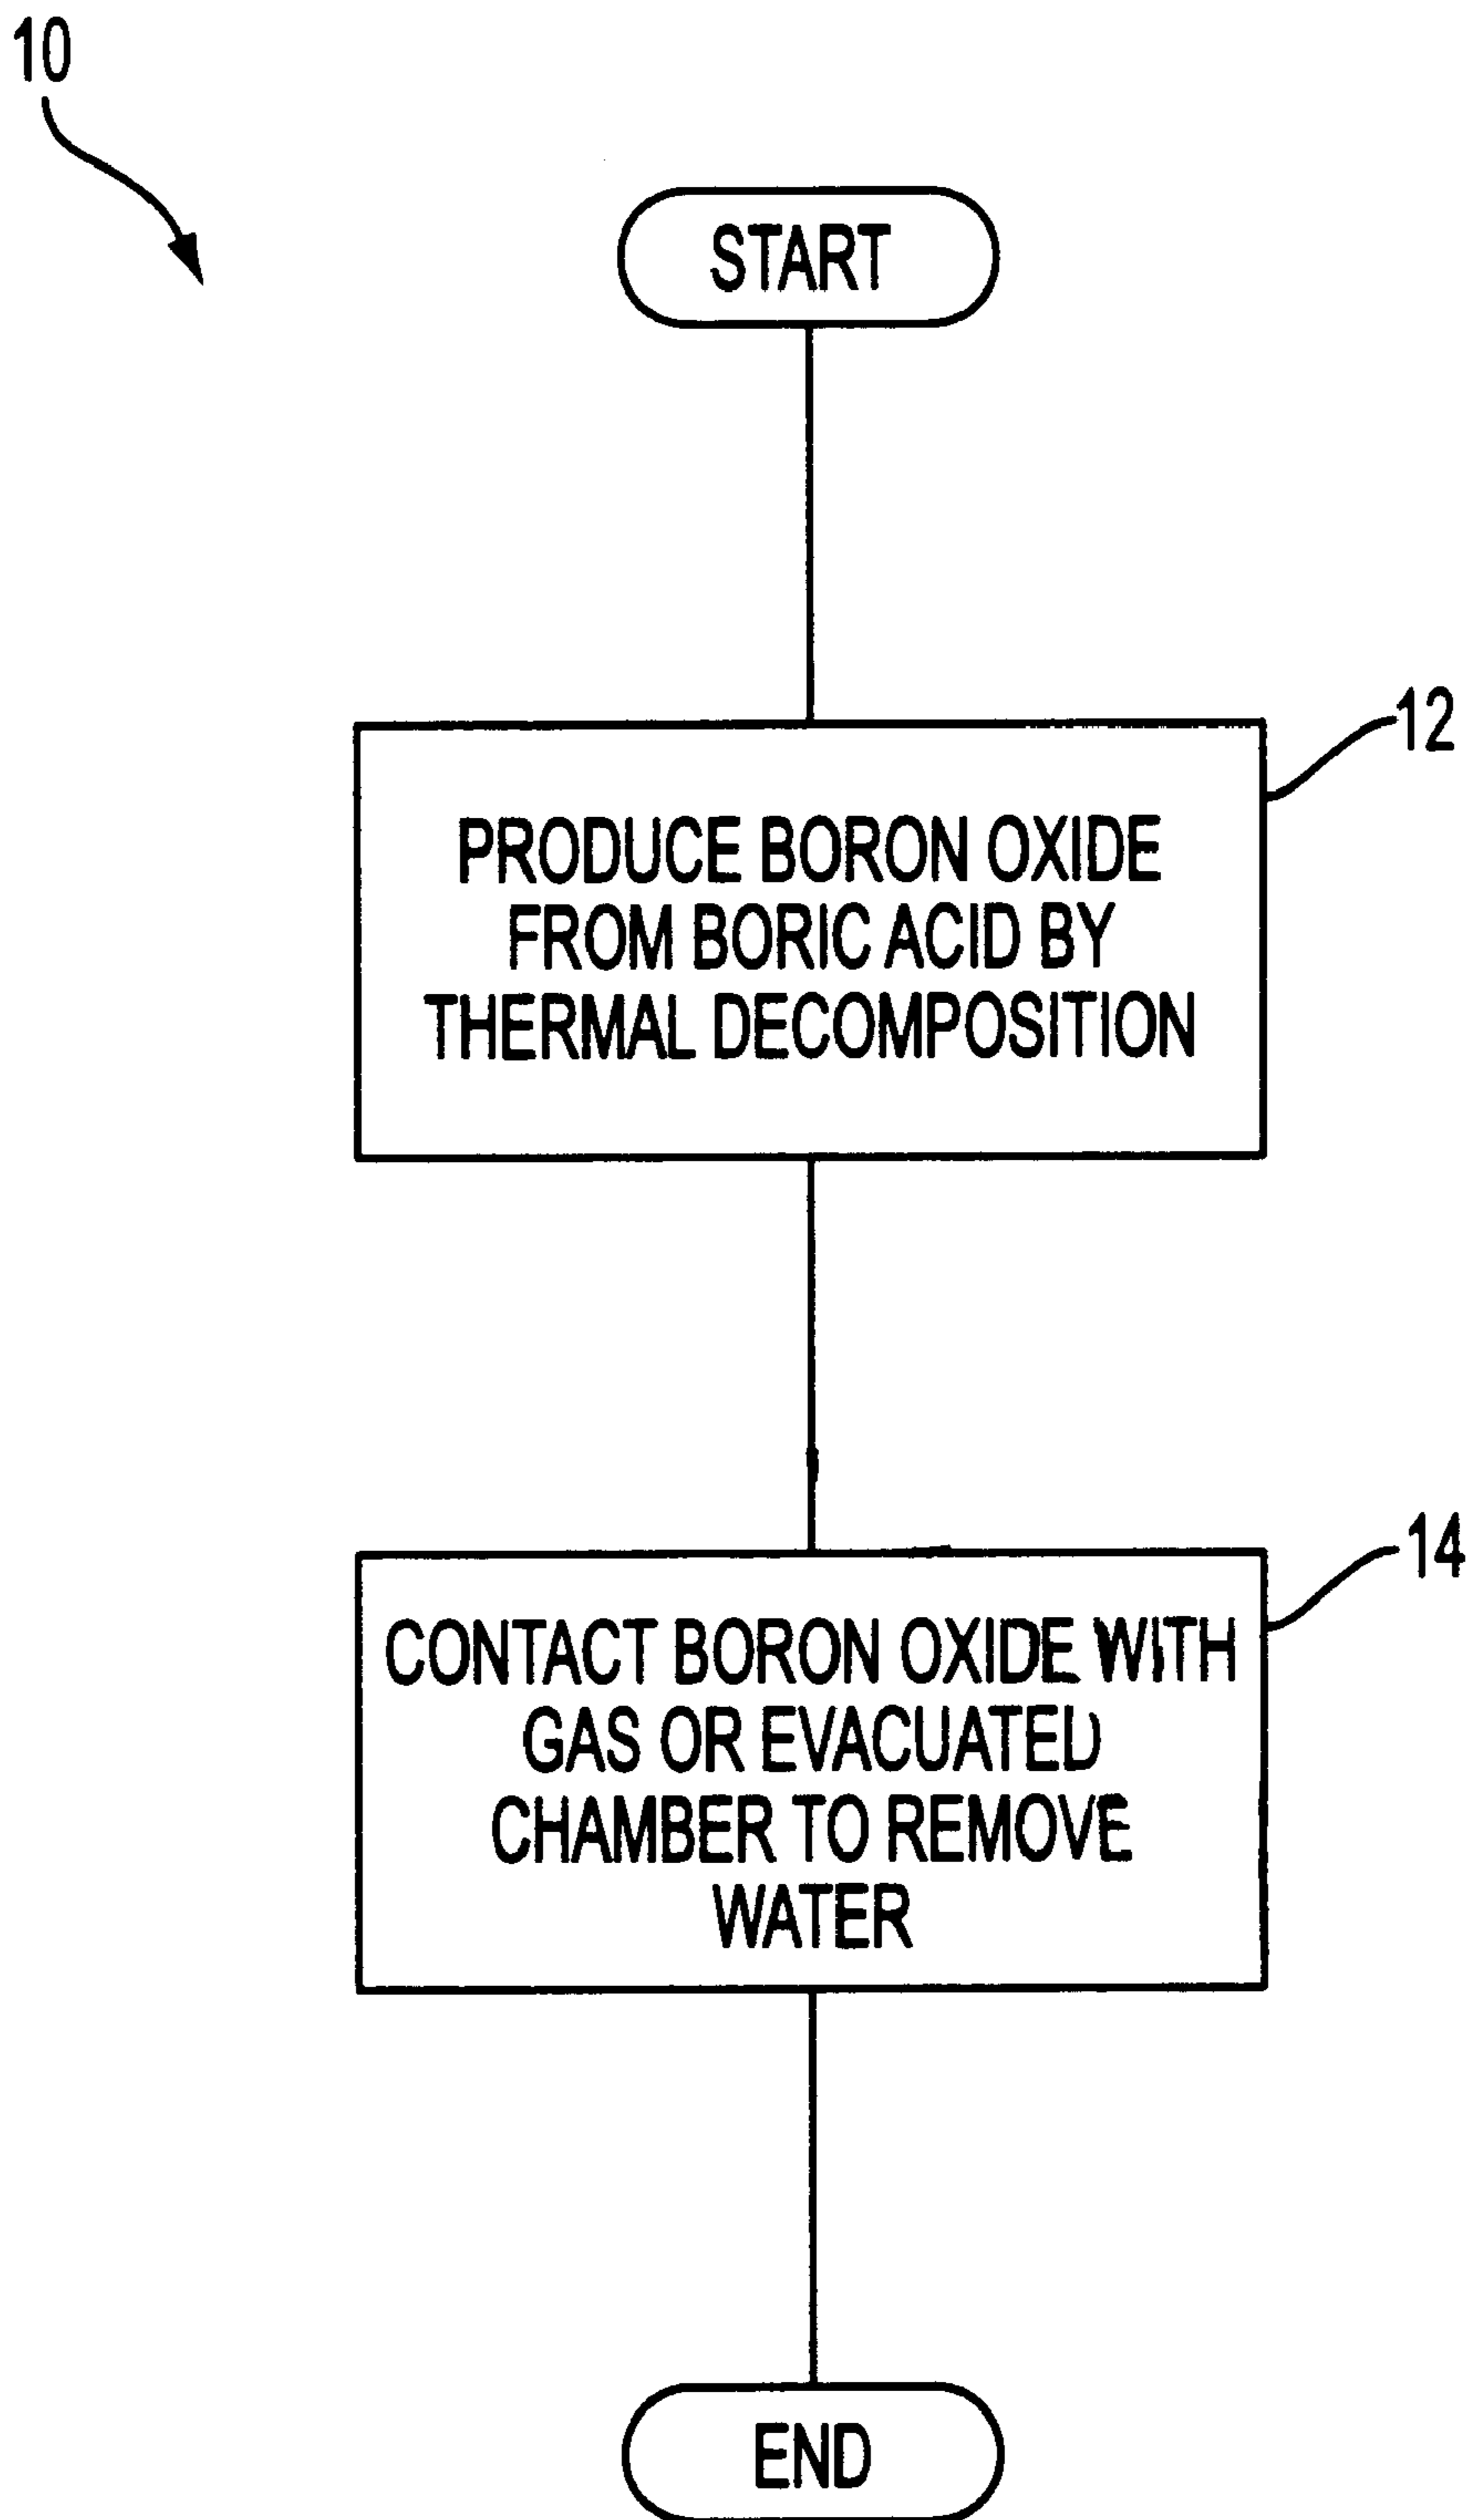 10
START
12
PRODUCE BORON OXIDE
FROM BORIC ACID BY
THERMAL DECOMPOSITION
14
CONTACT BORON OXIDE WITH
GAS OR EVACUATED
CHAMBER TO REMOVE
WATER
END